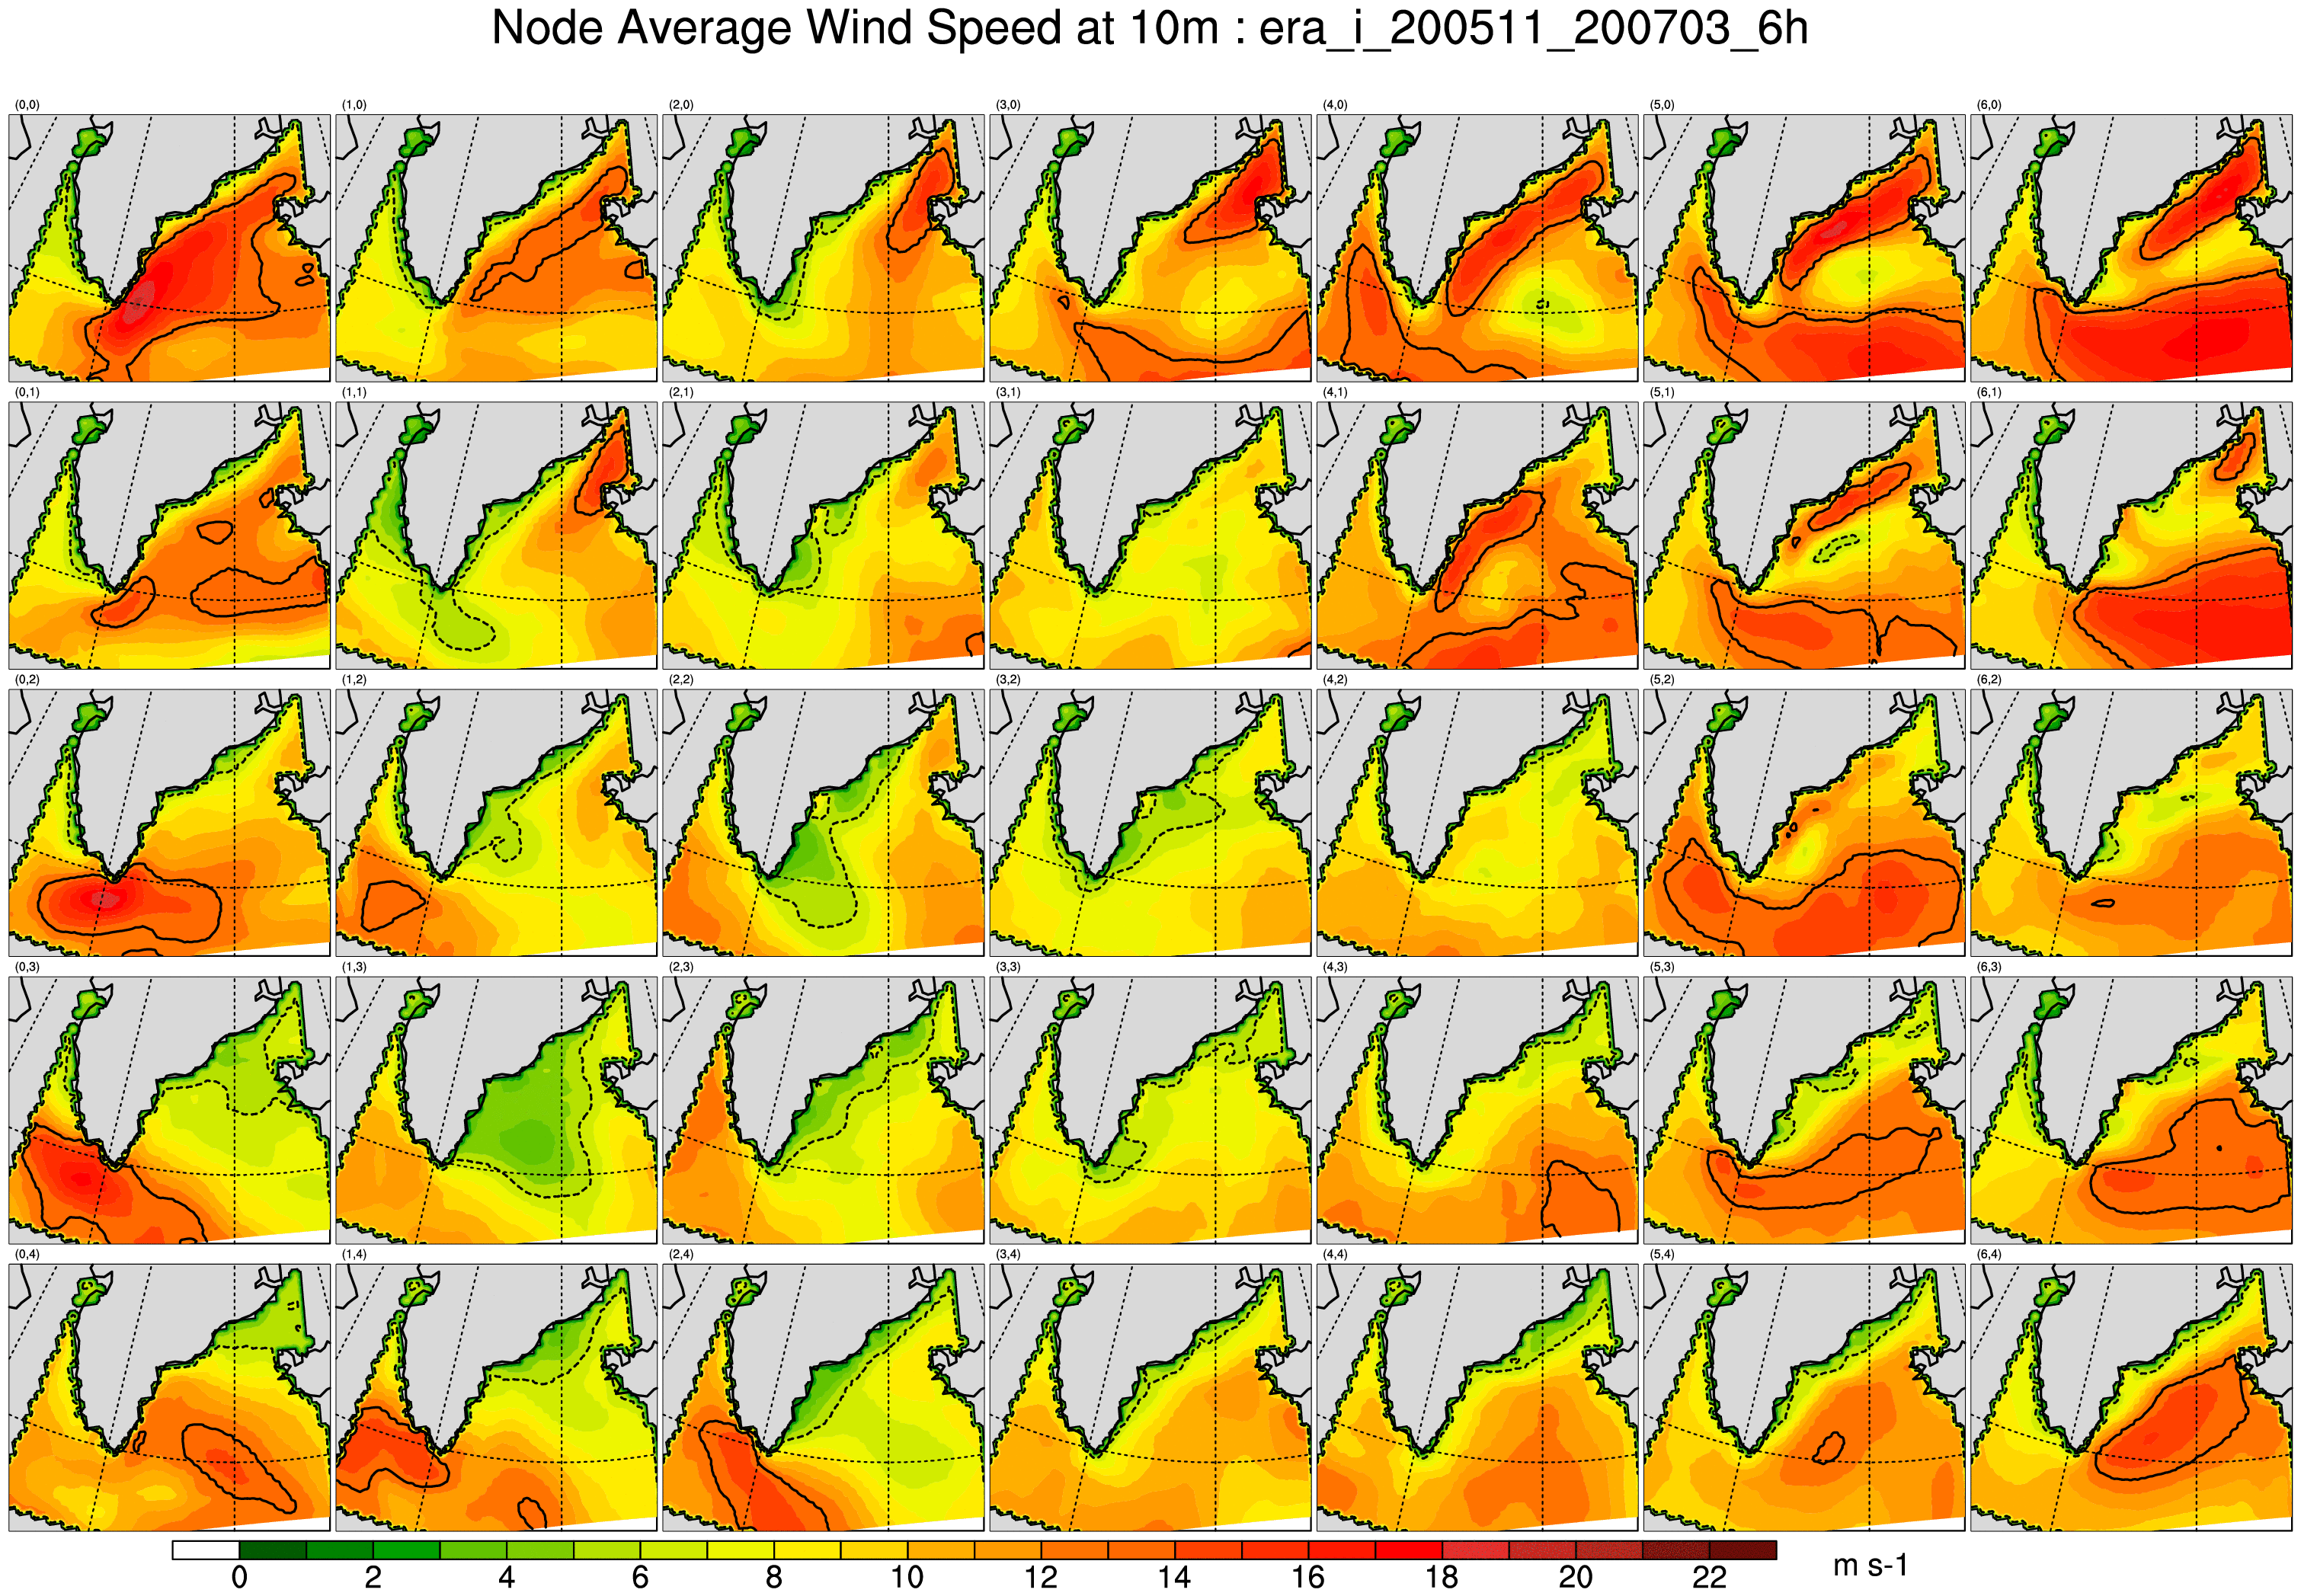 Node Average Wind Speed at 10m : era_i_200511_200703_6h
(0,0) (1,0) (2,0) (3,0) (4,0) (5,0) (6,0)
(0,1) (1,1) (2,1) (3,1) (4,1) (5,1) (6,1)
(0,2) (1,2) (2,2) (3,2) (4,2) (5,2) (6,2)
(0,3) (1,3) (2,3) (3,3) (4,3) (5,3) (6,3)
(0,4) (1,4) (2,4) (3,4) (4,4) (5,4) (6,4)
0 2 4 6 8 10 12 14 16 18 20 22 m s-1